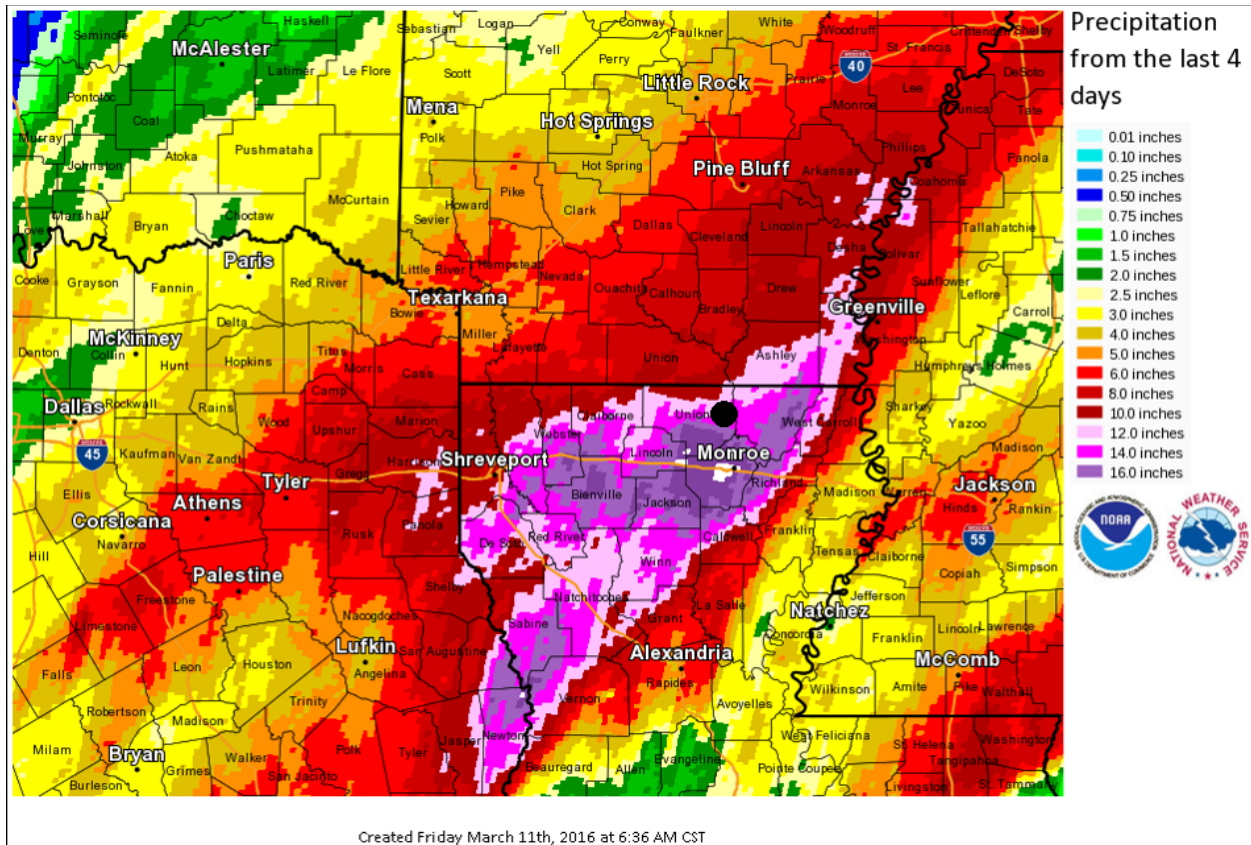 Precipitation
from the last 4
days
0.01 inches
0.10 inches
0.25 inches
0.50 inches
0.75 inches
1.0 inches
1.5 inches
2.0 inches
2.5 inches
3.0 inches
4.0 inches
5.0 inches
6.0 inches
8.0 inches
10.0 inches
12.0 inches
14.0 inches
16.0 inches
NOAA
NATIONAL WEATHER SERVICE
Haskell
Logan
Conway
White
Crittenden
Shelby
Seminole
McAlester
Sebastian
Yell
Faulkner
Woodruff
St. Francis
Latimer
Le Flore
Scott
Perry
40
DeSoto
Pontotoc
Little Rock
Prairie
Lee
Tate
Coal
Mena
Monroe
Murray
Polk
Hot Springs
Johnston
Atoka
Pushmataha
Hot Spring
Phillips
Panola
Pine Bluff
Arkansas
Coahoma
McCurtain
Pike
Howard
Clark
Marshall
Choctaw
Sevier
Dallas
Lincoln
Love
Bryan
Cleveland
Tallahatchie
Desha
Bolivar
Paris
Little River
Hempstead
Nevada
Cooke
Grayson
Fannin
Red River
Ouachita
Calhoun
Drew
Sunflower
Leflore
Texarkana
Bowie
Bradley
Greenville
Carroll
Delta
Miller
Washington
McKinney
Lafayette
Denton
Collin
Hunt
Hopkins
Titus
Morris
Cass
Union
Ashley
Humphreys
Holmes
Camp
Dallas
Rockwall
Rains
Wood
Upshur
Marion
Claiborne
Union
West Carroll
Sharkey
Yazoo
45
Webster
Kaufman
Van Zandt
Gregg
Harrison
Shreveport
Lincoln
Monroe
Madison
Tyler
Richland
Ellis
Athens
Bienville
Jackson
Madison
Warren
Jackson
Corsicana
Panola
Hinds
Rankin
Navarro
Rusk
De Soto
Red River
Caldwell
Franklin
55
Hill
Tensas
Claiborne
Simpson
Palestine
Shelby
Winn
Copiah
Freestone
Natchitoches
Jefferson
Limestone
Nacogdoches
La Salle
Natchez
Sabine
Grant
Concordia
Lincoln
Lawrence
Lufkin
San Augustine
Alexandria
Franklin
Falls
Leon
Houston
Angelina
McComb
Rapides
Wilkinson
Amite
Pike
Walthall
Trinity
Vernon
Avoyelles
Robertson
Madison
Newton
West Feliciana
Milam
Bryan
Walker
Polk
Tyler
Jasper
St. Helena
Washington
Grimes
Beauregard
Allen
Evangeline
Pointe Coupee
Tangipahoa
Burleson
San Jacinto
Livingston
St. Tammany
Created Friday March 11th, 2016 at 6:36 AM CST